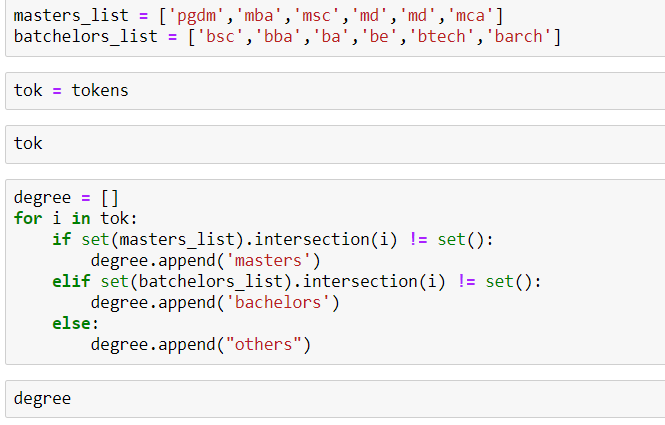 masters_list = ['pgdm','mba','msc','md','md','mca']
batchelors_list = ['bsc','bba','ba','be','btech','barch']
tok = tokens
tok
degree = []
for i in tok:
    if set(masters_list).intersection(i) != set():
        degree.append('masters')
    elif set(batchelors_list).intersection(i) != set():
        degree.append('bachelors')
    else:
        degree.append("others")
degree